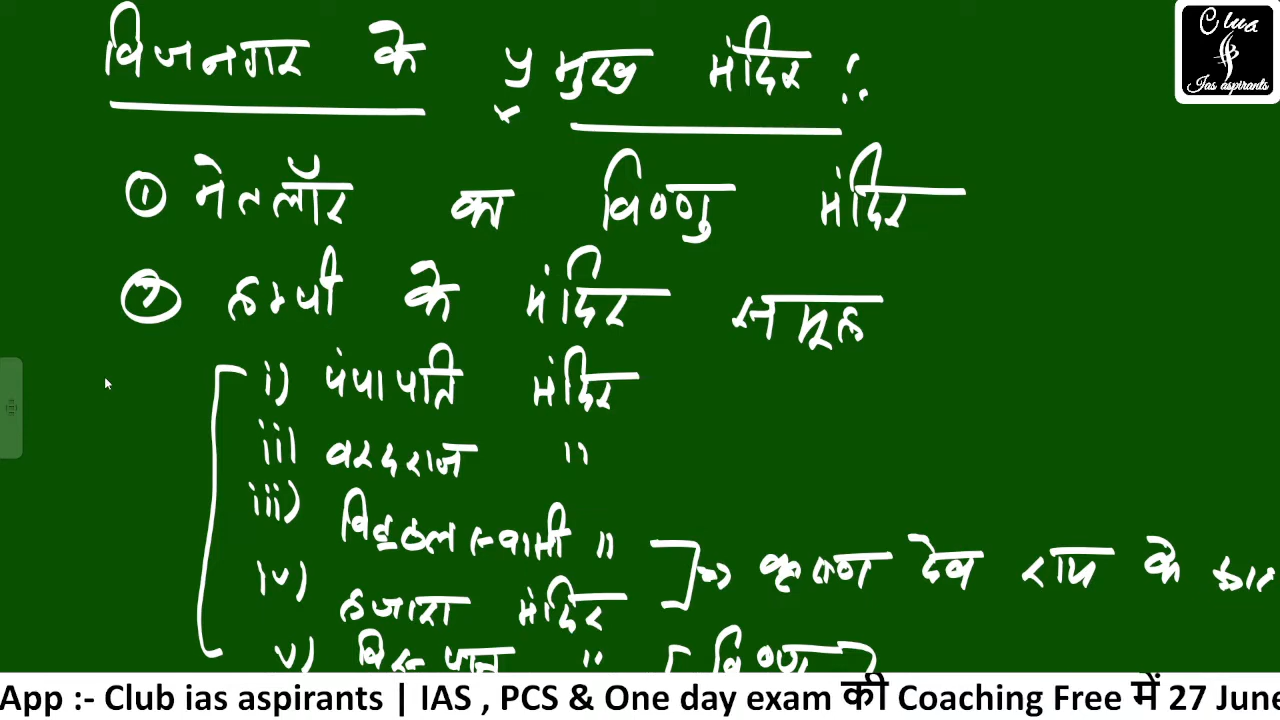 Club
Ias aspirants
विजनगर के प्रमुख मंदिर :
① नेतलॉर का विष्णु मंदिर
② हम्पी के मंदिर समूह
i) पंपापति मंदिर
ii) वरदराज "
iii) विट्ठलस्वामी "
iv) हजारा मंदिर → कृष्ण देव राय के
v) "
App :- Club ias aspirants | IAS , PCS & One day exam की Coaching Free में 27 June